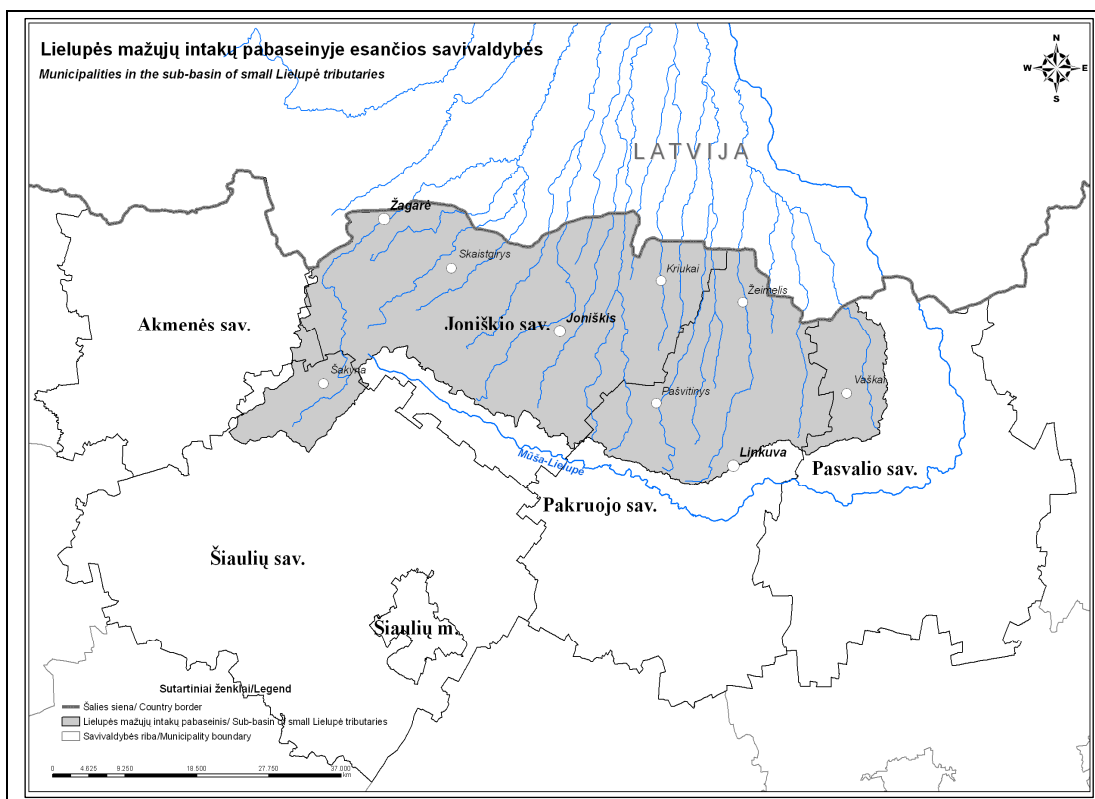 Lielupės mažųjų intakų pabaseinyje esančios savivaldybės
Municipalities in the sub-basin of small Lielupė tributaries
N
W
E
S
LATVIJA
Žagarė
Skaistgirys
Kriukai
Žeimelis
Akmenės sav.
Joniškio sav.
Joniškis
Šakyna
Pašvitinys
Vaškai
Linkuva
Mūša-Lielupė
Pasvalio sav.
Pakruojo sav.
Šiaulių sav.
Šiaulių m.
Sutartiniai ženklai/Legend
Šalies siena/ Country border
Lielupės mažųjų intakų pabaseinis/ Sub-basin of small Lielupė tributaries
Savivaldybės riba/Municipality boundary
0 4.625 9.250 18.500 27.750 37.000
km